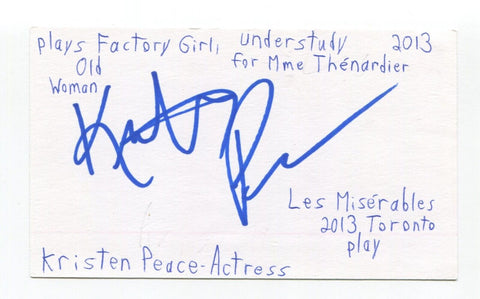 plays Factory Girl, understudy 2013
Old for Mme Thénardier
Woman
Les Misérables
2013, Toronto
play
Kristen Peace-Actress